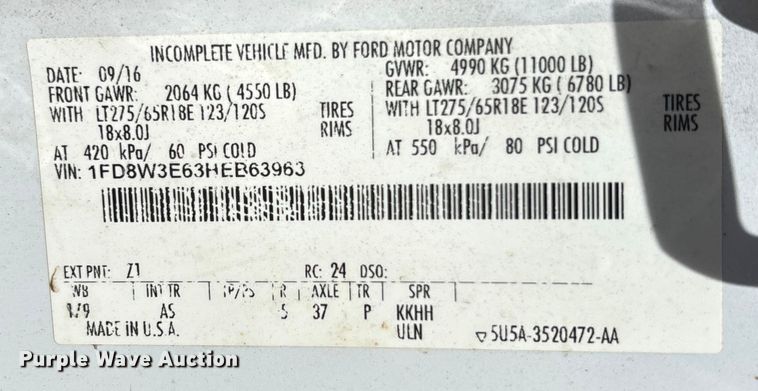 INCOMPLETE VEHICLE MFD. BY FORD MOTOR COMPANY
DATE: 09/16 GVWR: 4990 KG (11000 LB)
FRONT GAWR: 2064 KG (4550 LB) REAR GAWR: 3075 KG (6780 LB)
WITH LT275/65R18E 123/120S TIRES WITH LT275/65R18E 123/120S TIRES
18x8.0J RIMS 18x8.0J RIMS
AT 420 kPa/ 60 PSI COLD AT 550 kPa/ 80 PSI COLD
VIN: 1FD8W3E63HEB63963
EXT PNT: Z1 RC: 24 DSO:
WB INT TR TP/PS R AXLE TR SPR
179 AS 5 37 P KKHH
MADE IN U.S.A. ULN 5U5A-3520472-AA
Purple Wave Auction